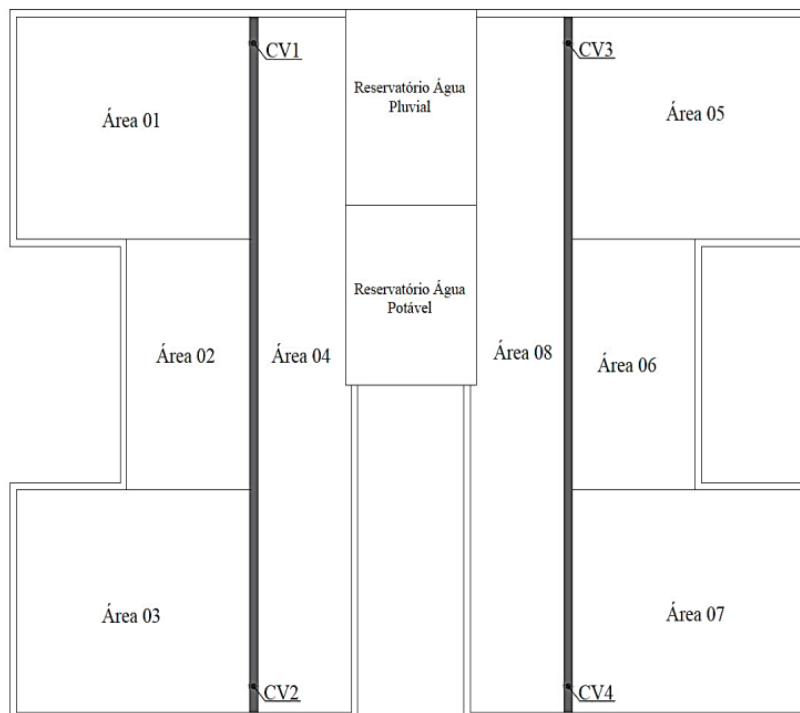 CV1
CV3
Reservatório Água
Pluvial
Área 01
Área 05
Reservatório Água
Potável
Área 02
Área 04
Área 08
Área 06
Área 03
Área 07
CV2
CV4